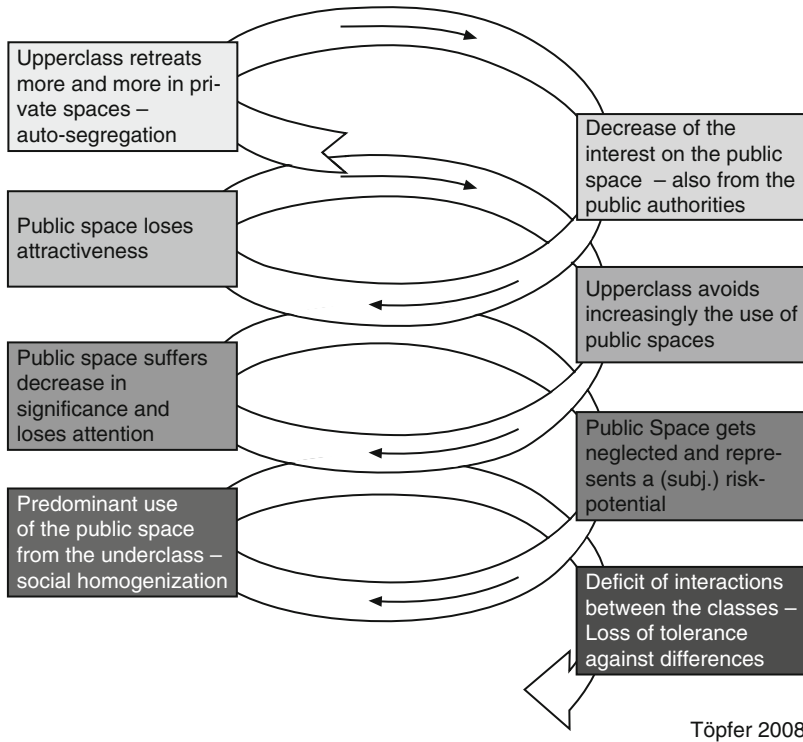 Upperclass retreats
more and more in pri-
vate spaces –
auto-segregation
Decrease of the
interest on the public
space – also from the
public authorities
Public space loses
attractiveness
Upperclass avoids
increasingly the use of
public spaces
Public space suffers
decrease in
significance and
loses attention
Public Space gets
neglected and repre-
sents a (subj.) risk-
potential
Predominant use
of the public space
from the underclass –
social homogenization
Deficit of interactions
between the classes –
Loss of tolerance
against differences
Töpfer 2008